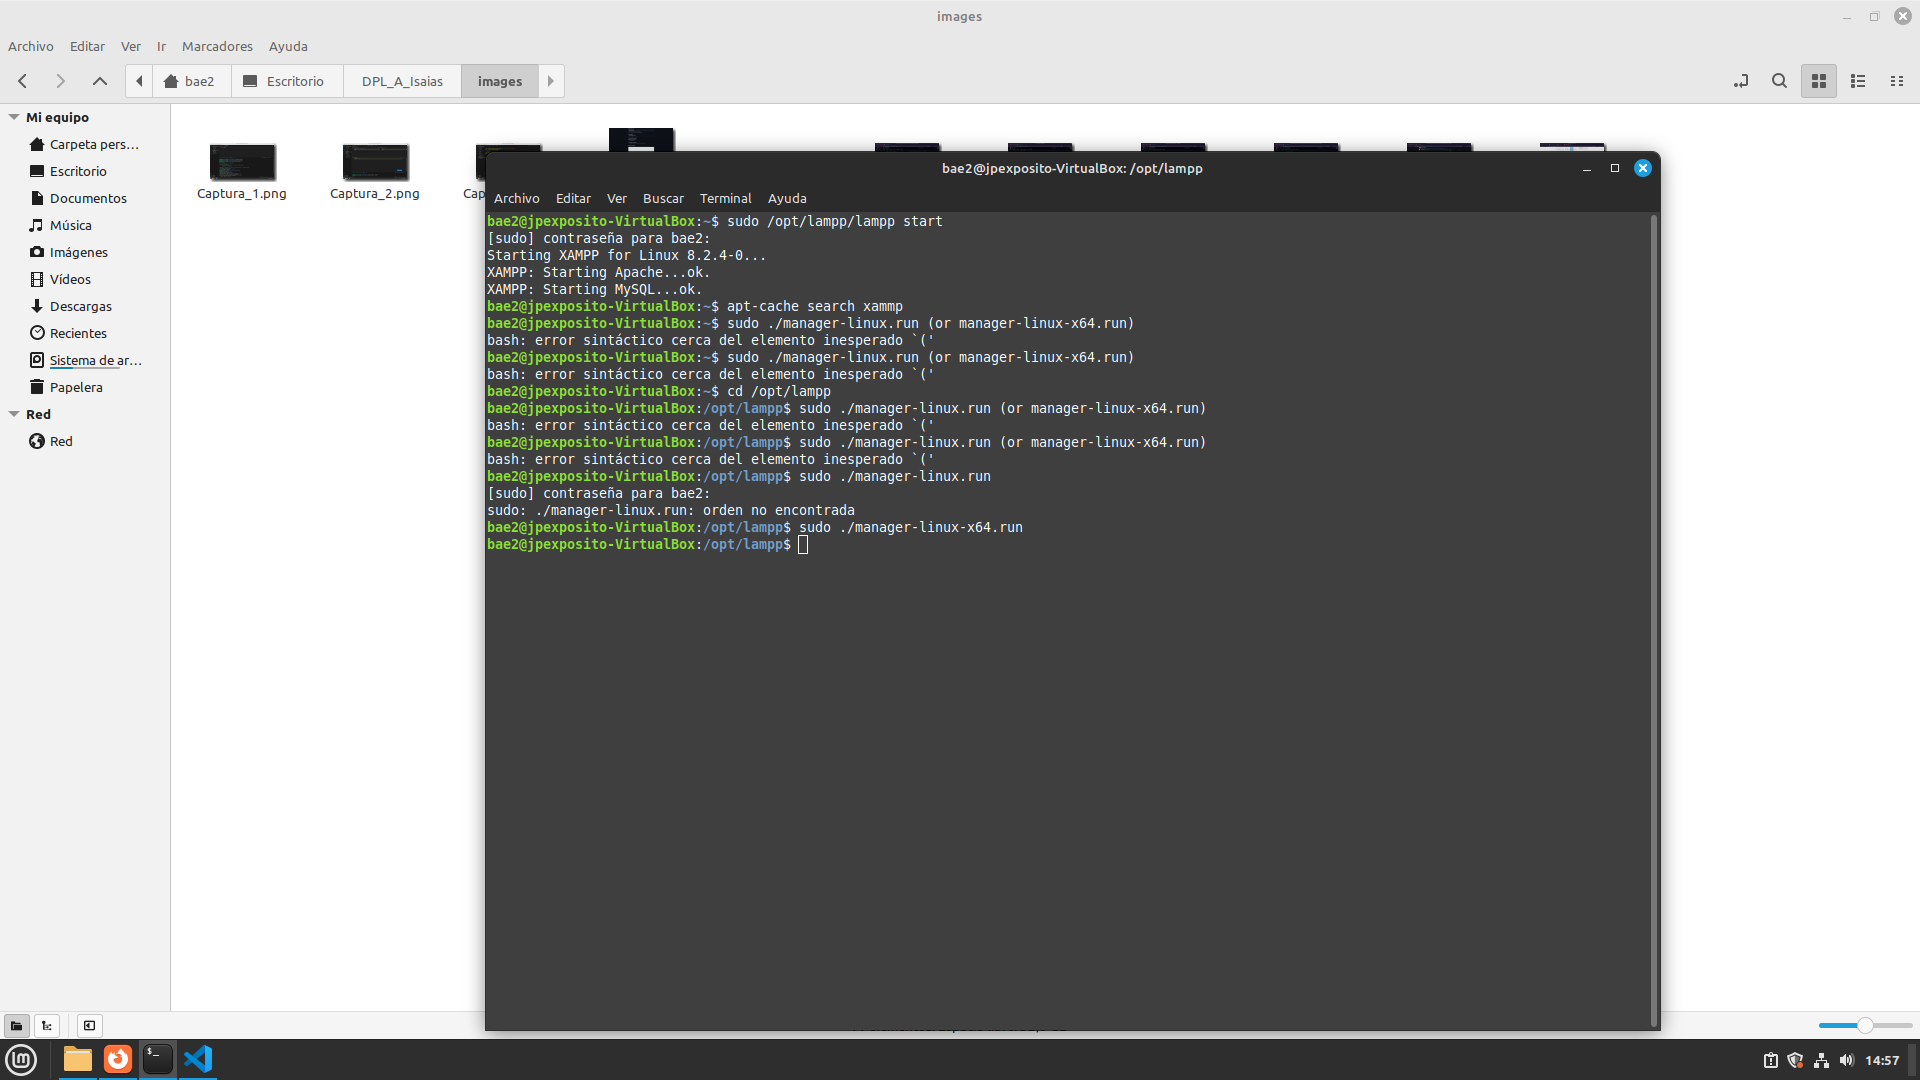 images
Archivo Editar Ver Ir Marcadores Ayuda
bae2 Escritorio DPL_A_Isaias images
Mi equipo
Carpeta pers...
Escritorio
Documentos
Música
Imágenes
Vídeos
Descargas
Recientes
Sistema de ar...
Papelera
Red
Red
Captura_1.png Captura_2.png
bae2@jpexposito-VirtualBox: /opt/lampp
Archivo Editar Ver Buscar Terminal Ayuda
bae2@jpexposito-VirtualBox:~$ sudo /opt/lampp/lampp start
[sudo] contraseña para bae2:
Starting XAMPP for Linux 8.2.4-0...
XAMPP: Starting Apache...ok.
XAMPP: Starting MySQL...ok.
bae2@jpexposito-VirtualBox:~$ apt-cache search xammp
bae2@jpexposito-VirtualBox:~$ sudo ./manager-linux.run (or manager-linux-x64.run)
bash: error sintáctico cerca del elemento inesperado `('
bae2@jpexposito-VirtualBox:~$ sudo ./manager-linux.run (or manager-linux-x64.run)
bash: error sintáctico cerca del elemento inesperado `('
bae2@jpexposito-VirtualBox:~$ cd /opt/lampp
bae2@jpexposito-VirtualBox:/opt/lampp$ sudo ./manager-linux.run (or manager-linux-x64.run)
bash: error sintáctico cerca del elemento inesperado `('
bae2@jpexposito-VirtualBox:/opt/lampp$ sudo ./manager-linux.run (or manager-linux-x64.run)
bash: error sintáctico cerca del elemento inesperado `('
bae2@jpexposito-VirtualBox:/opt/lampp$ sudo ./manager-linux.run
[sudo] contraseña para bae2:
sudo: ./manager-linux.run: orden no encontrada
bae2@jpexposito-VirtualBox:/opt/lampp$ sudo ./manager-linux-x64.run
bae2@jpexposito-VirtualBox:/opt/lampp$
14:57